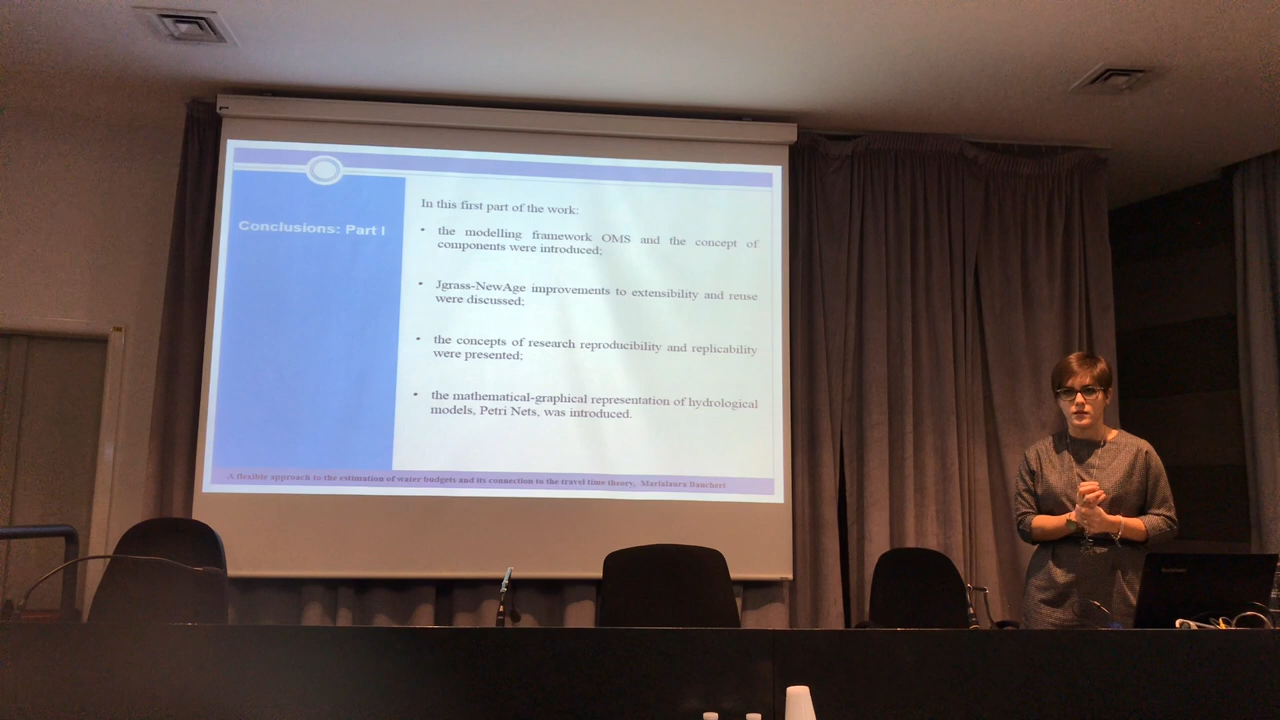 Conclusions: Part I
In this first part of the work:
• the modelling framework OMS and the concept of
components were introduced;
• Jgrass-NewAge improvements to extensibility and reuse
were discussed;
• the concepts of research reproducibility and replicability
were presented;
• the mathematical-graphical representation of hydrological
models, Petri Nets, was introduced.
A flexible approach to the estimation of water budgets and its connection to the travel time theory, Marialaura Bancheri